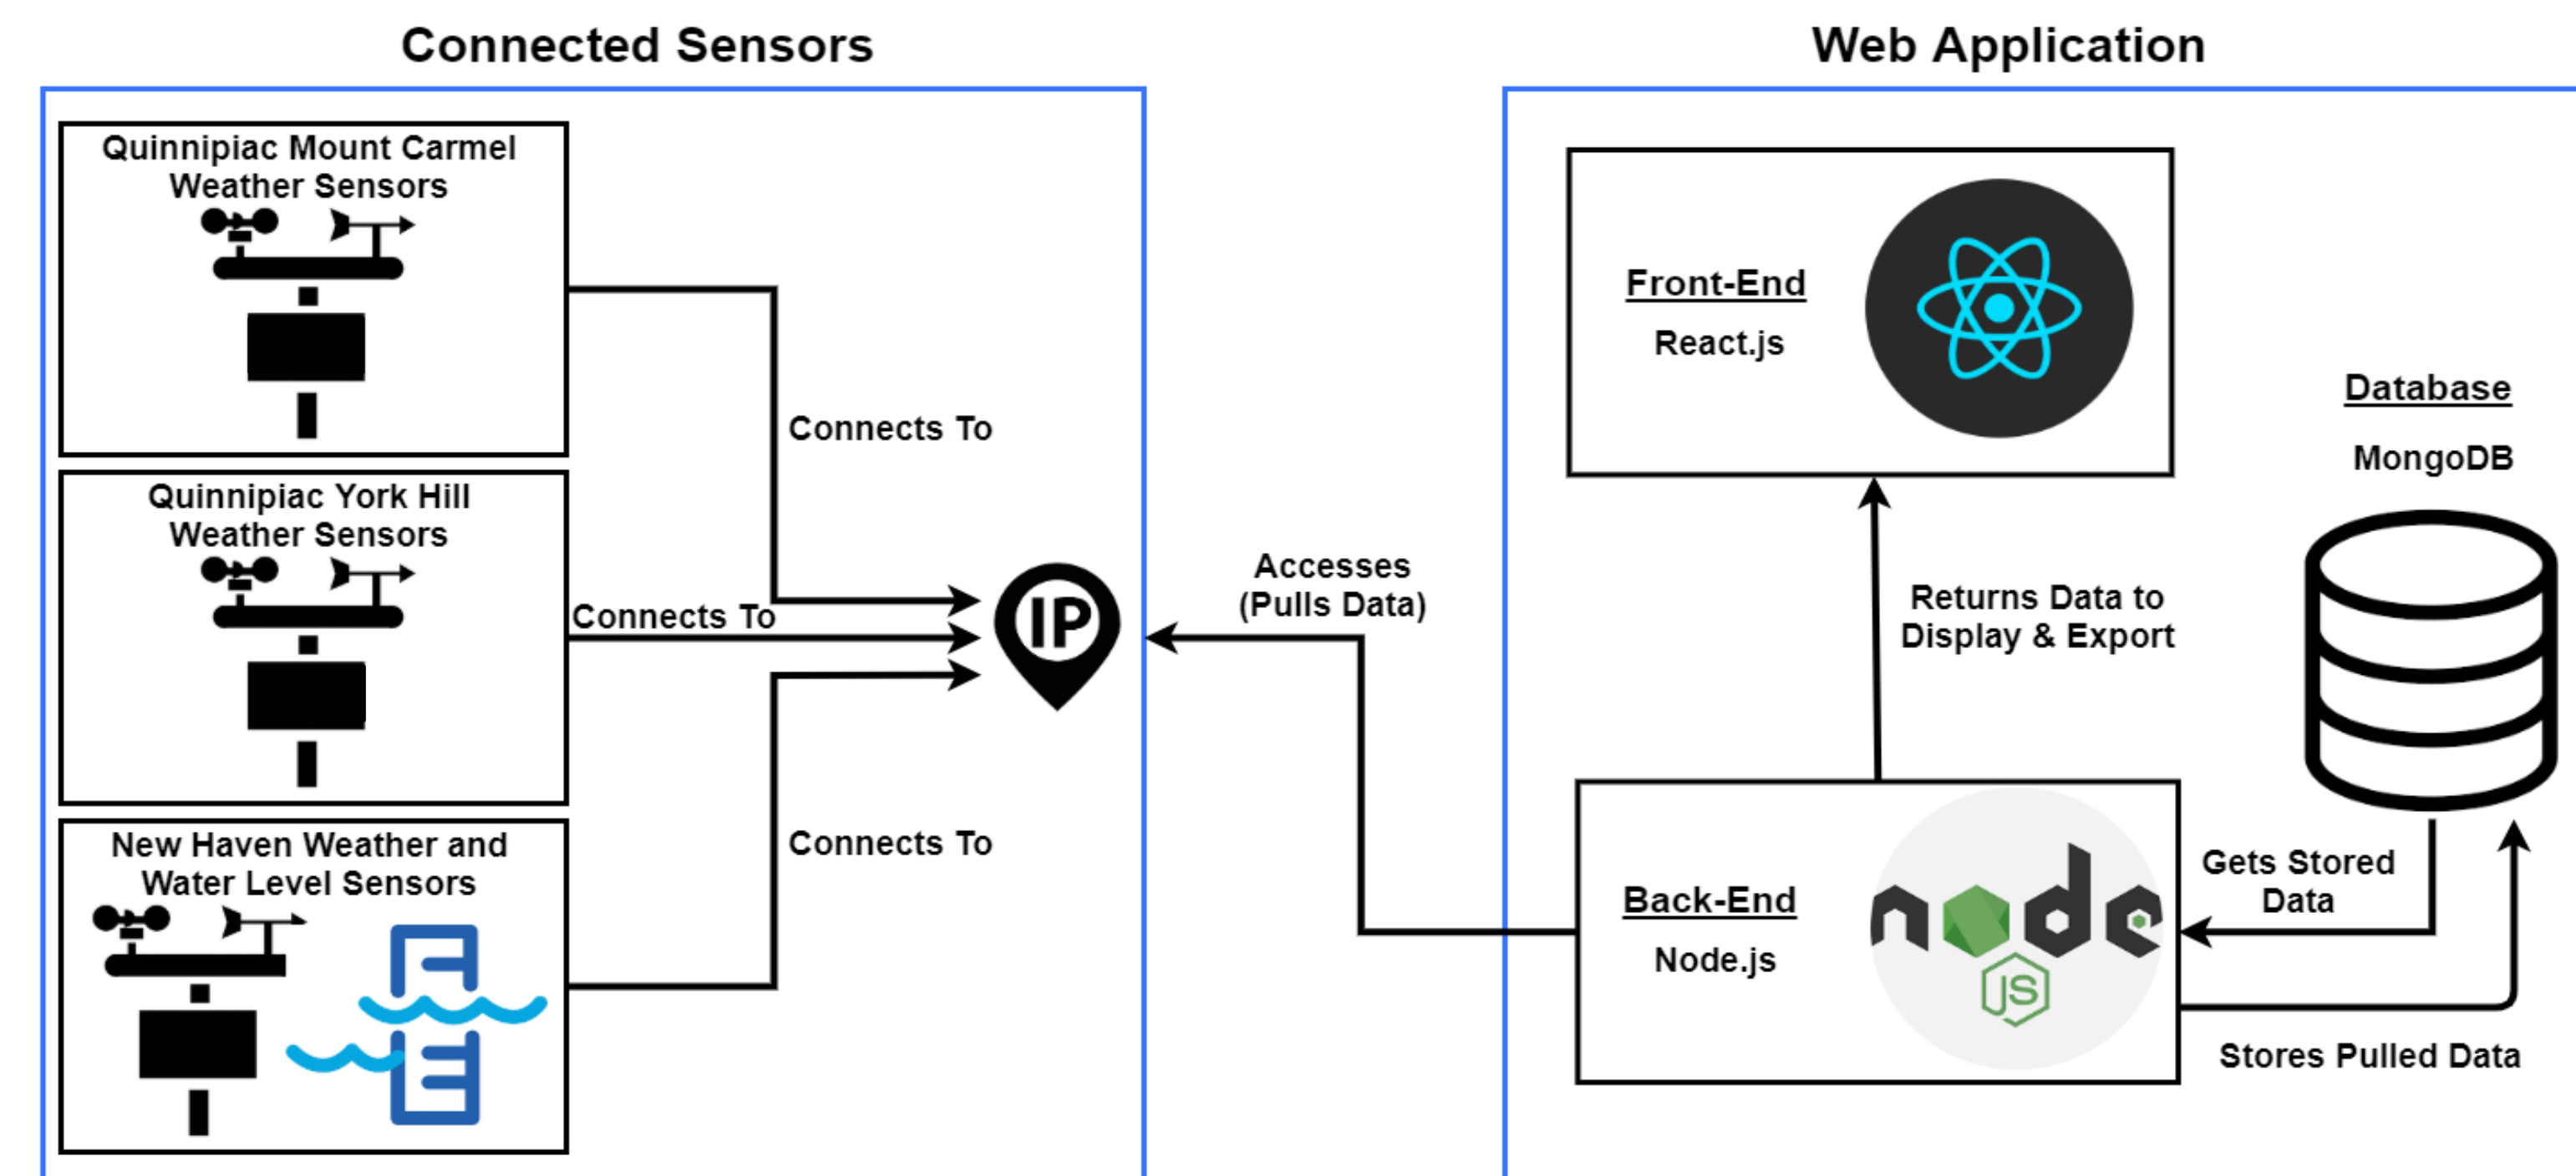 Connected Sensors
Quinnipiac Mount Carmel
Weather Sensors
Connects To
Quinnipiac York Hill
Weather Sensors
Connects To
New Haven Weather and
Water Level Sensors
Connects To
IP
Accesses
(Pulls Data)
Web Application
Front-End
React.js
Returns Data to
Display & Export
Back-End
Node.js
node
JS
Database
MongoDB
Gets Stored
Data
Stores Pulled Data